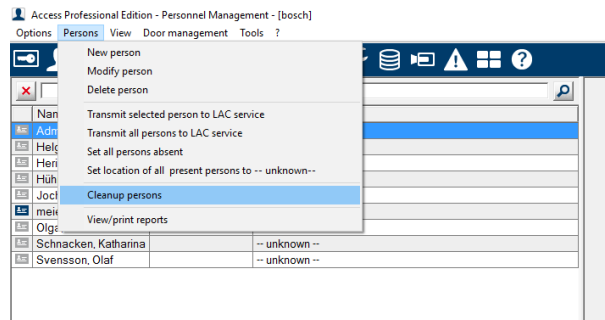 Access Professional Edition - Personnel Management - [bosch]
Options Persons View Door management Tools ?
New person
Modify person
Delete person
Transmit selected person to LAC service
Transmit all persons to LAC service
Set all persons absent
Set location of all present persons to -- unknown--
Cleanup persons
View/print reports
Nan
Adm
Helg
Heri
Hüh
Joch
meie
Olga
Schnacken, Katharina -- unknown --
Svensson, Olaf -- unknown --